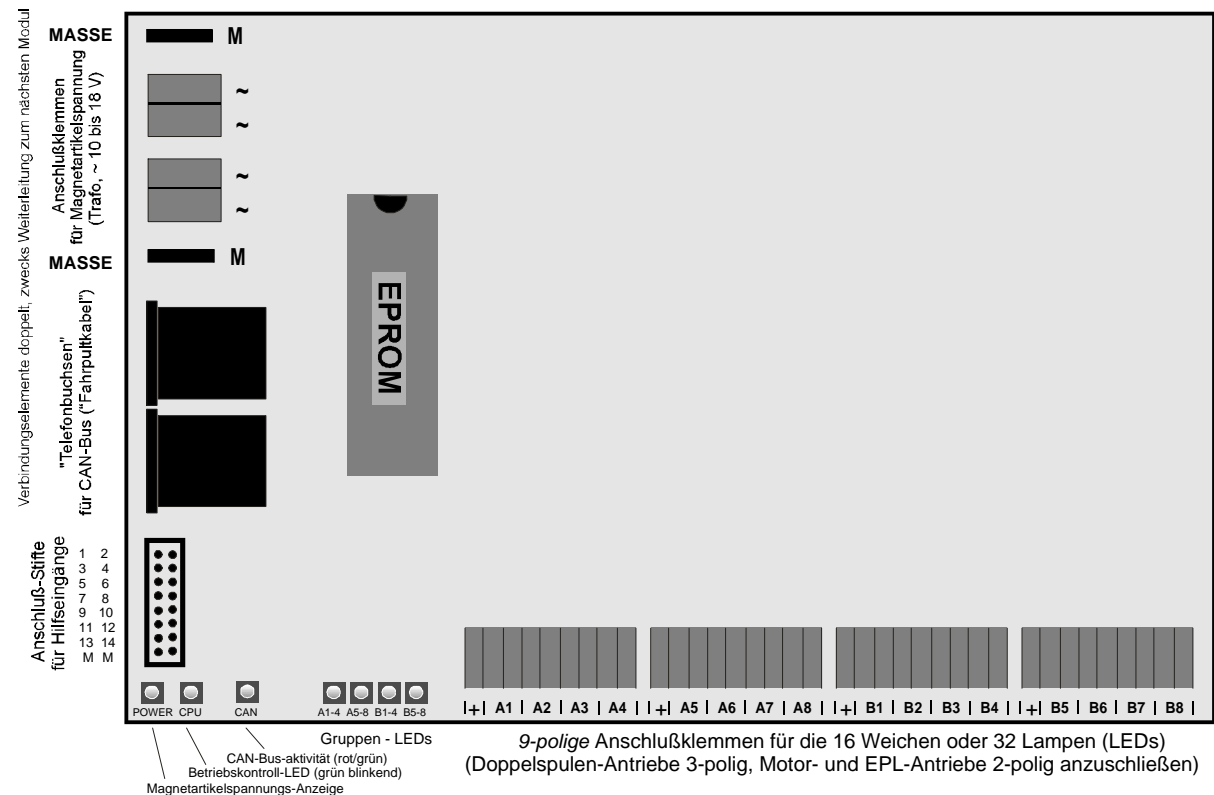 Verbindungselemente doppelt, zwecks Weiterleitung zum nächsten Modul
MASSE
M
Anschlußklemmen
für Magnetartikelspannung
(Trafo, ~ 10 bis 18 V)
~
~
~
~
MASSE
M
"Telefonbuchsen"
für CAN-Bus ("Fahrpultkabel")
EPROM
Anschluß-Stifte
für Hilfseingänge
1 2
3 4
5 6
7 8
9 10
11 12
13 14
M M
POWER CPU CAN A1-4 A5-8 B1-4 B5-8
|+| A1 | A2 | A3 | A4 | |+| A5 | A6 | A7 | A8 | |+| B1 | B2 | B3 | B4 | |+| B5 | B6 | B7 | B8 |
Gruppen - LEDs
CAN-Bus-aktivität (rot/grün)
Betriebskontroll-LED (grün blinkend)
Magnetartikelspannungs-Anzeige
9-polige Anschlußklemmen für die 16 Weichen oder 32 Lampen (LEDs)
(Doppelspulen-Antriebe 3-polig, Motor- und EPL-Antriebe 2-polig anzuschließen)